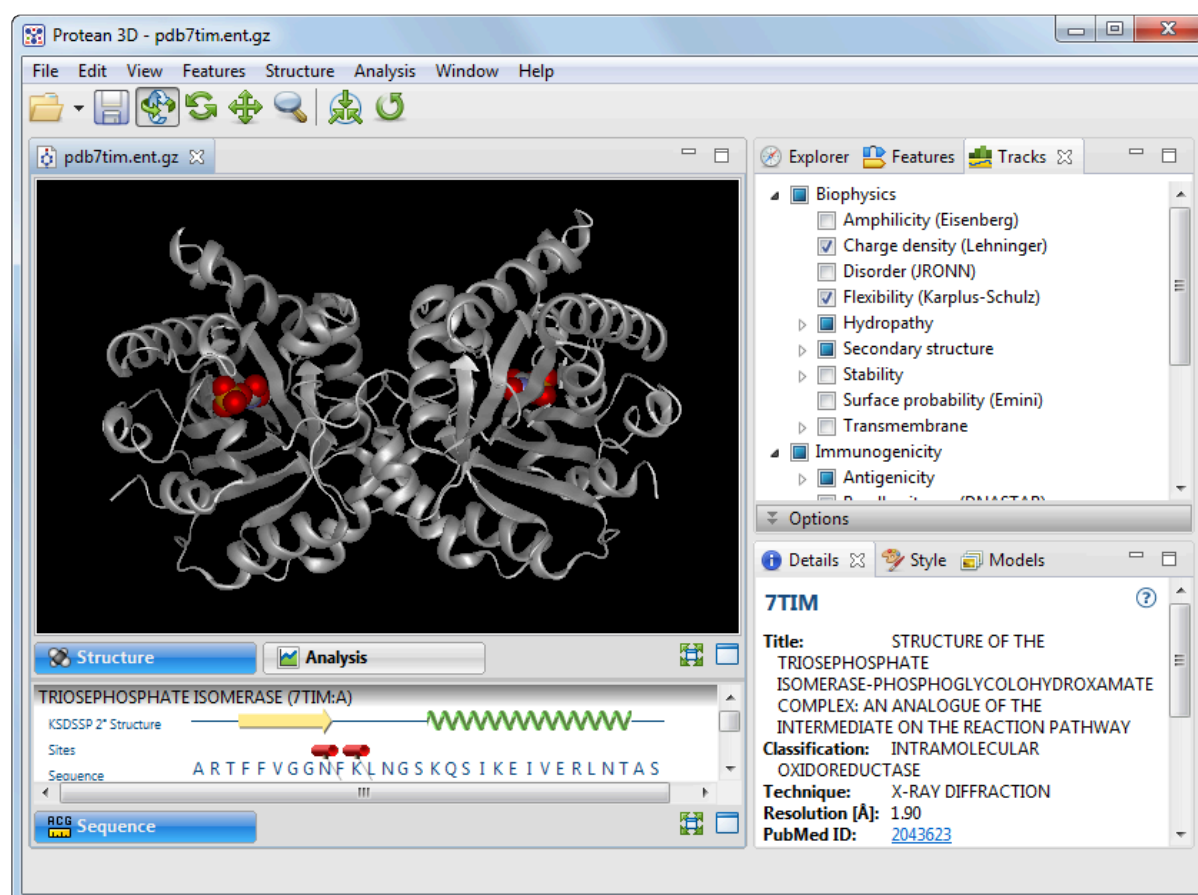 Protean 3D - pdb7tim.ent.gz
File Edit View Features Structure Analysis Window Help
pdb7tim.ent.gz
Structure
Analysis
TRIOSEPHOSPHATE ISOMERASE (7TIM:A)
KSDSSP 2° Structure
Sites
Sequence A R T F F V G G N F K L N G S K Q S I K E I V E R L N T A S
ACG Sequence
Explorer Features Tracks
Biophysics
Amphilicity (Eisenberg)
Charge density (Lehninger)
Disorder (JRONN)
Flexibility (Karplus-Schulz)
Hydropathy
Secondary structure
Stability
Surface probability (Emini)
Transmembrane
Immunogenicity
Antigenicity
Options
Details Style Models
7TIM
Title: STRUCTURE OF THE
TRIOSEPHOSPHATE
ISOMERASE-PHOSPHOGLYCOLOHYDROXAMATE
COMPLEX: AN ANALOGUE OF THE
INTERMEDIATE ON THE REACTION PATHWAY
Classification: INTRAMOLECULAR
OXIDOREDUCTASE
Technique: X-RAY DIFFRACTION
Resolution [Å]: 1.90
PubMed ID: 2043623